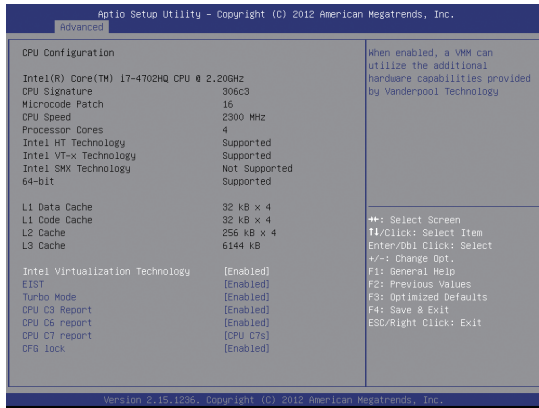 Aptio Setup Utility – Copyright (C) 2012 American Megatrends, Inc.
Advanced
CPU Configuration
Intel(R) Core(TM) i7-4702HQ CPU @ 2.20GHz
CPU Signature 306c3
Microcode Patch 16
CPU Speed 2300 MHz
Processor Cores 4
Intel HT Technology Supported
Intel VT-x Technology Supported
Intel SMX Technology Not Supported
64-bit Supported
L1 Data Cache 32 kB x 4
L1 Code Cache 32 kB x 4
L2 Cache 256 kB x 4
L3 Cache 6144 kB
Intel Virtualization Technology [Enabled]
EIST [Enabled]
Turbo Mode [Enabled]
CPU C3 Report [Enabled]
CPU C6 report [Enabled]
CPU C7 report [CPU C7s]
CFG lock [Enabled]
When enabled, a VMM can
utilize the additional
hardware capabilities provided
by Vanderpool Technology
→←: Select Screen
↑↓/Click: Select Item
Enter/Dbl Click: Select
+/-: Change Opt.
F1: General Help
F2: Previous Values
F3: Optimized Defaults
F4: Save & Exit
ESC/Right Click: Exit
Version 2.15.1236. Copyright (C) 2012 American Megatrends, Inc.